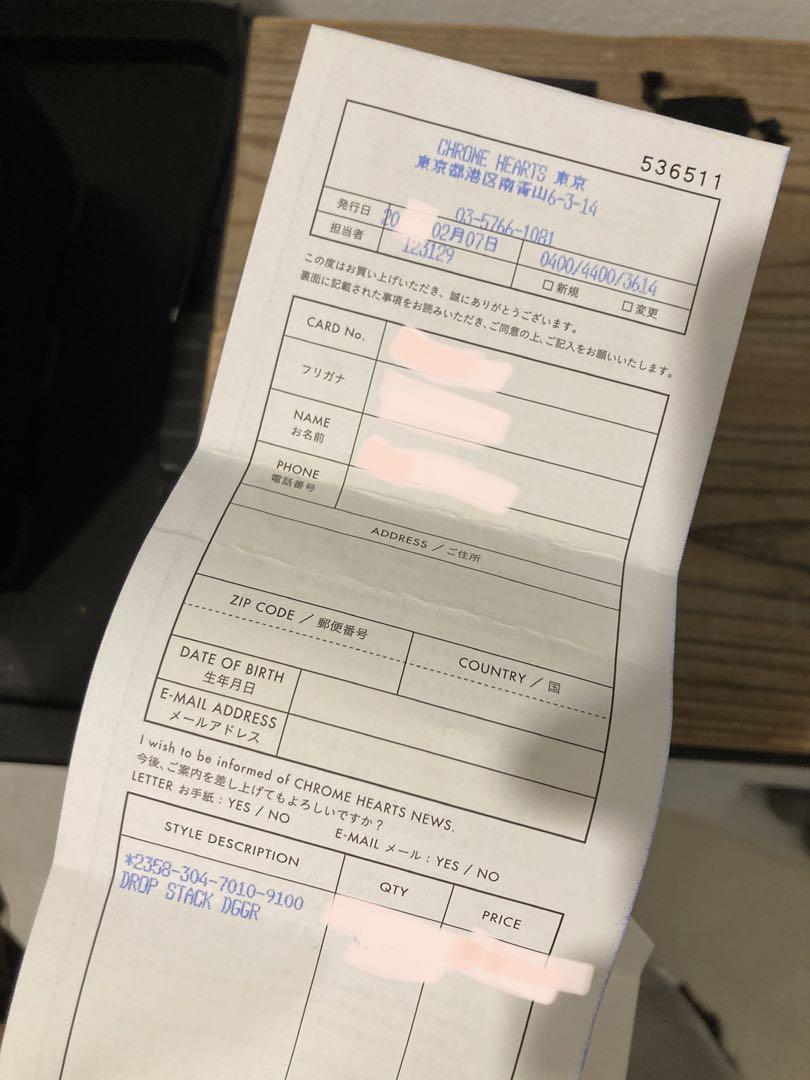 536511
CHROME HEARTS 東京
東京都港区南青山6-3-14
03-5766-1081
発行日 20 02月07日 0400/4400/3614
担当者 123129 □新規 □変更
この度はお買い上げいただき、誠にありがとうございます。
裏面に記載された事項をお読みいただき、ご同意の上、ご記入をお願いいたします。
CARD No.
フリガナ
NAME
お名前
PHONE
電話番号
ADDRESS / ご住所
ZIP CODE / 郵便番号
COUNTRY / 国
DATE OF BIRTH
生年月日
E-MAIL ADDRESS
メールアドレス
I wish to be informed of CHROME HEARTS NEWS.
今後、ご案内を差し上げてもよろしいですか？
LETTER お手紙：YES / NO E-MAIL メール：YES / NO
STYLE DESCRIPTION QTY PRICE
*2358-304-7010-9100
DROP STACK DGGR